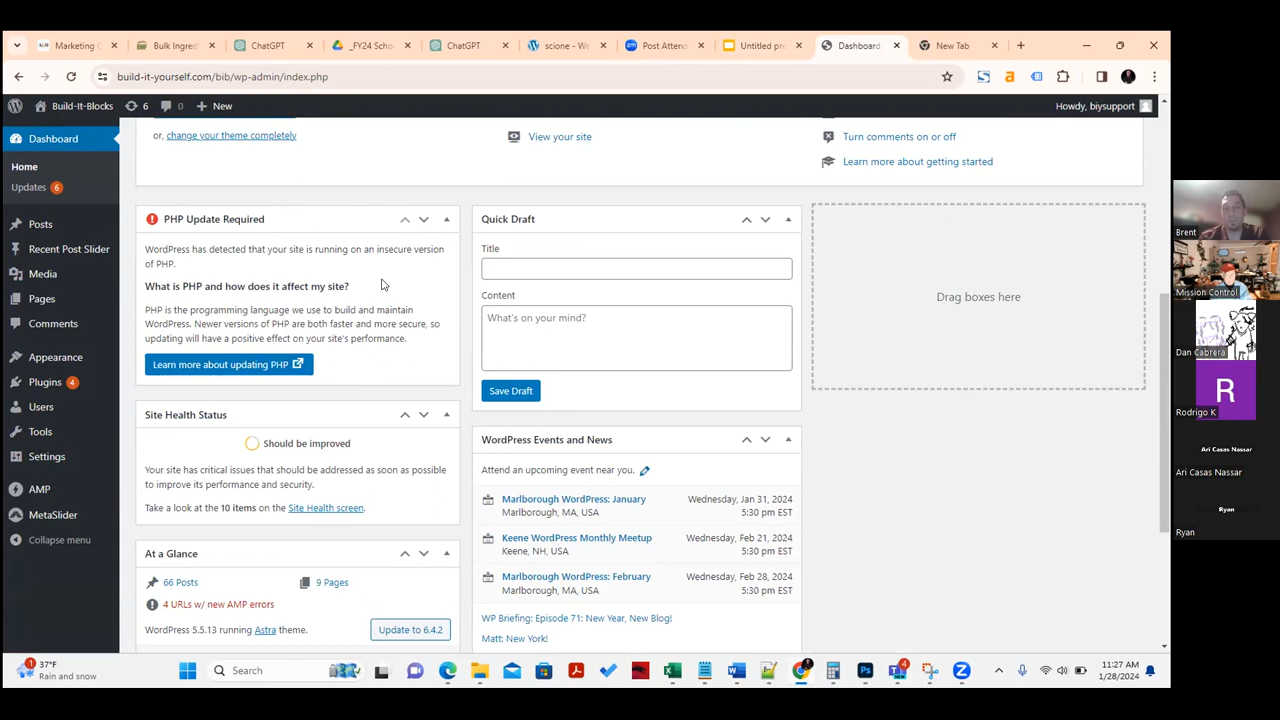 Marketing C
Bulk Ingre
ChatGPT
_FY24 Scho
ChatGPT
scione - We
Post Attend
Untitled pre
Dashboard
New Tab
build-it-yourself.com/bib/wp-admin/index.php
Build-It-Blocks
6
0
New
Howdy, biysupport
Dashboard
Home
Updates 6
Posts
Recent Post Slider
Media
Pages
Comments
Appearance
Plugins 4
Users
Tools
Settings
AMP
MetaSlider
Collapse menu
or, change your theme completely
View your site
Turn comments on or off
Learn more about getting started
PHP Update Required
WordPress has detected that your site is running on an insecure version
of PHP.
What is PHP and how does it affect my site?
PHP is the programming language we use to build and maintain
WordPress. Newer versions of PHP are both faster and more secure, so
updating will have a positive effect on your site's performance.
Learn more about updating PHP
Site Health Status
Should be improved
Your site has critical issues that should be addressed as soon as possible
to improve its performance and security.
Take a look at the 10 items on the Site Health screen.
At a Glance
66 Posts
9 Pages
4 URLs w/ new AMP errors
WordPress 5.5.13 running Astra theme.
Update to 6.4.2
Quick Draft
Title
Content
What's on your mind?
Save Draft
WordPress Events and News
Attend an upcoming event near you.
Marlborough WordPress: January
Wednesday, Jan 31, 2024
Marlborough, MA, USA
5:30 pm EST
Keene WordPress Monthly Meetup
Wednesday, Feb 21, 2024
Keene, NH, USA
5:30 pm EST
Marlborough WordPress: February
Wednesday, Feb 28, 2024
Marlborough, MA, USA
5:30 pm EST
WP Briefing: Episode 71: New Year, New Blog!
Matt: New York!
Drag boxes here
Brent
Mission Control
Dan Cabrera
R
Rodrigo K
Ari Casas Nassar
Ari Casas Nassar
Ryan
Ryan
1
37°F
Rain and snow
Search
4
11:27 AM
1/28/2024